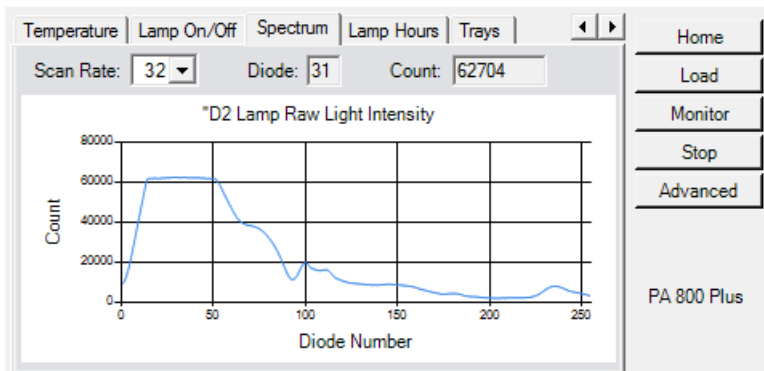 Temperature Lamp On/Off Spectrum Lamp Hours Trays
Scan Rate: 32 Diode: 31 Count: 62704
"D2 Lamp Raw Light Intensity
80000
60000
40000
20000
0
Count
0 50 100 150 200 250
Diode Number
Home
Load
Monitor
Stop
Advanced
PA 800 Plus